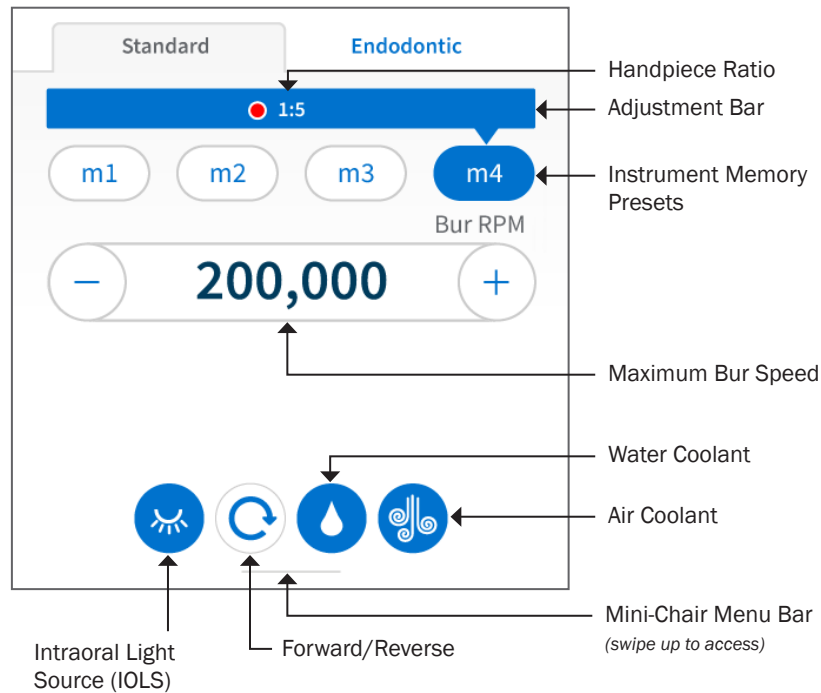 Standard
Endodontic
Handpiece Ratio
1:5
Adjustment Bar
m1
m2
m3
m4
Instrument Memory
Presets
Bur RPM
200,000
Maximum Bur Speed
Water Coolant
Air Coolant
Mini-Chair Menu Bar
(swipe up to access)
Forward/Reverse
Intraoral Light
Source (IOLS)